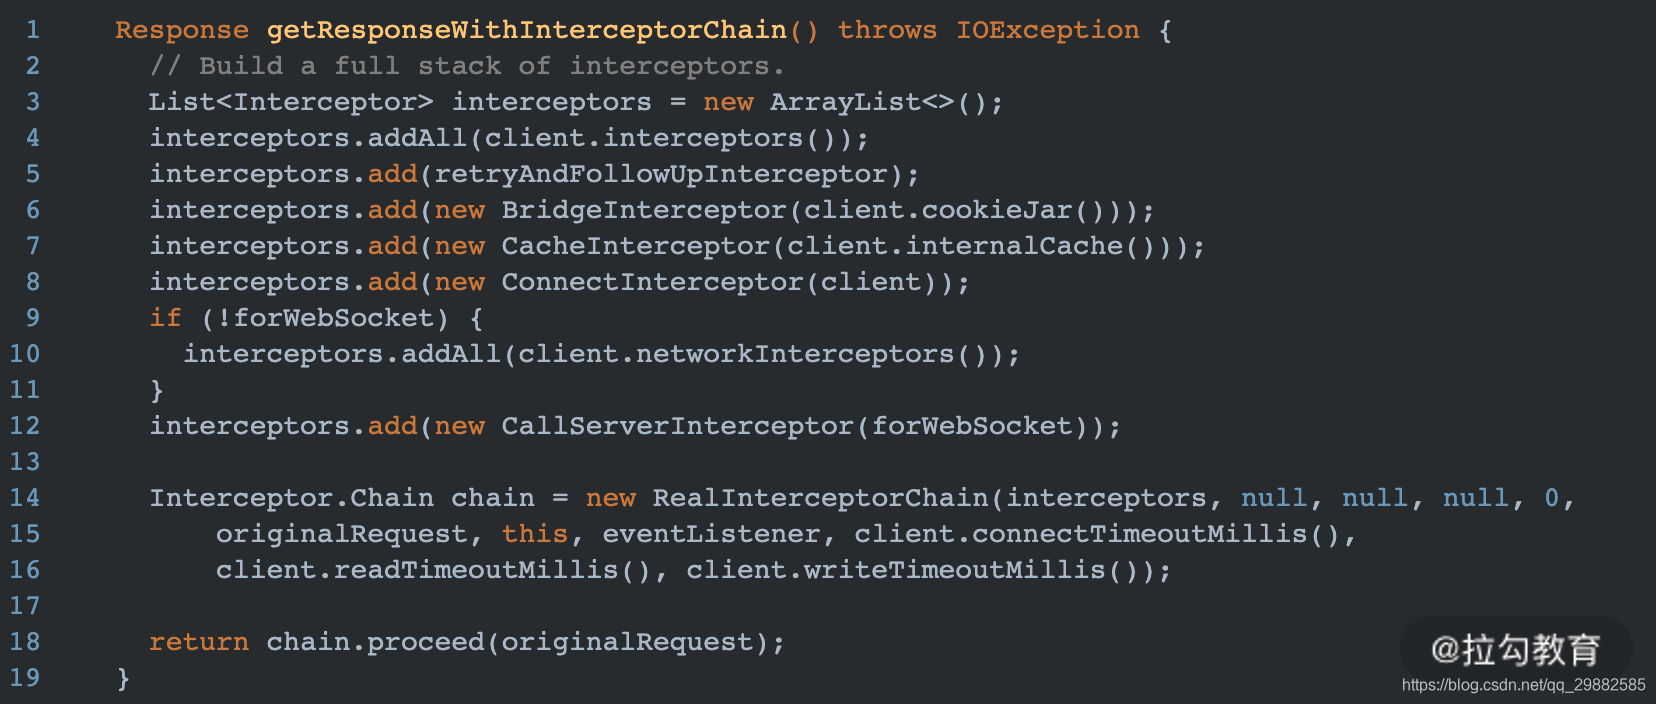 1 Response getResponseWithInterceptorChain() throws IOException {
2 // Build a full stack of interceptors.
3 List<Interceptor> interceptors = new ArrayList<>();
4 interceptors.addAll(client.interceptors());
5 interceptors.add(retryAndFollowUpInterceptor);
6 interceptors.add(new BridgeInterceptor(client.cookieJar()));
7 interceptors.add(new CacheInterceptor(client.internalCache()));
8 interceptors.add(new ConnectInterceptor(client));
9 if (!forWebSocket) {
10 interceptors.addAll(client.networkInterceptors());
11 }
12 interceptors.add(new CallServerInterceptor(forWebSocket));
13
14 Interceptor.Chain chain = new RealInterceptorChain(interceptors, null, null, null, 0,
15 originalRequest, this, eventListener, client.connectTimeoutMillis(),
16 client.readTimeoutMillis(), client.writeTimeoutMillis());
17
18 return chain.proceed(originalRequest);
19 }
@拉勾教育
https://blog.csdn.net/qq_29882585